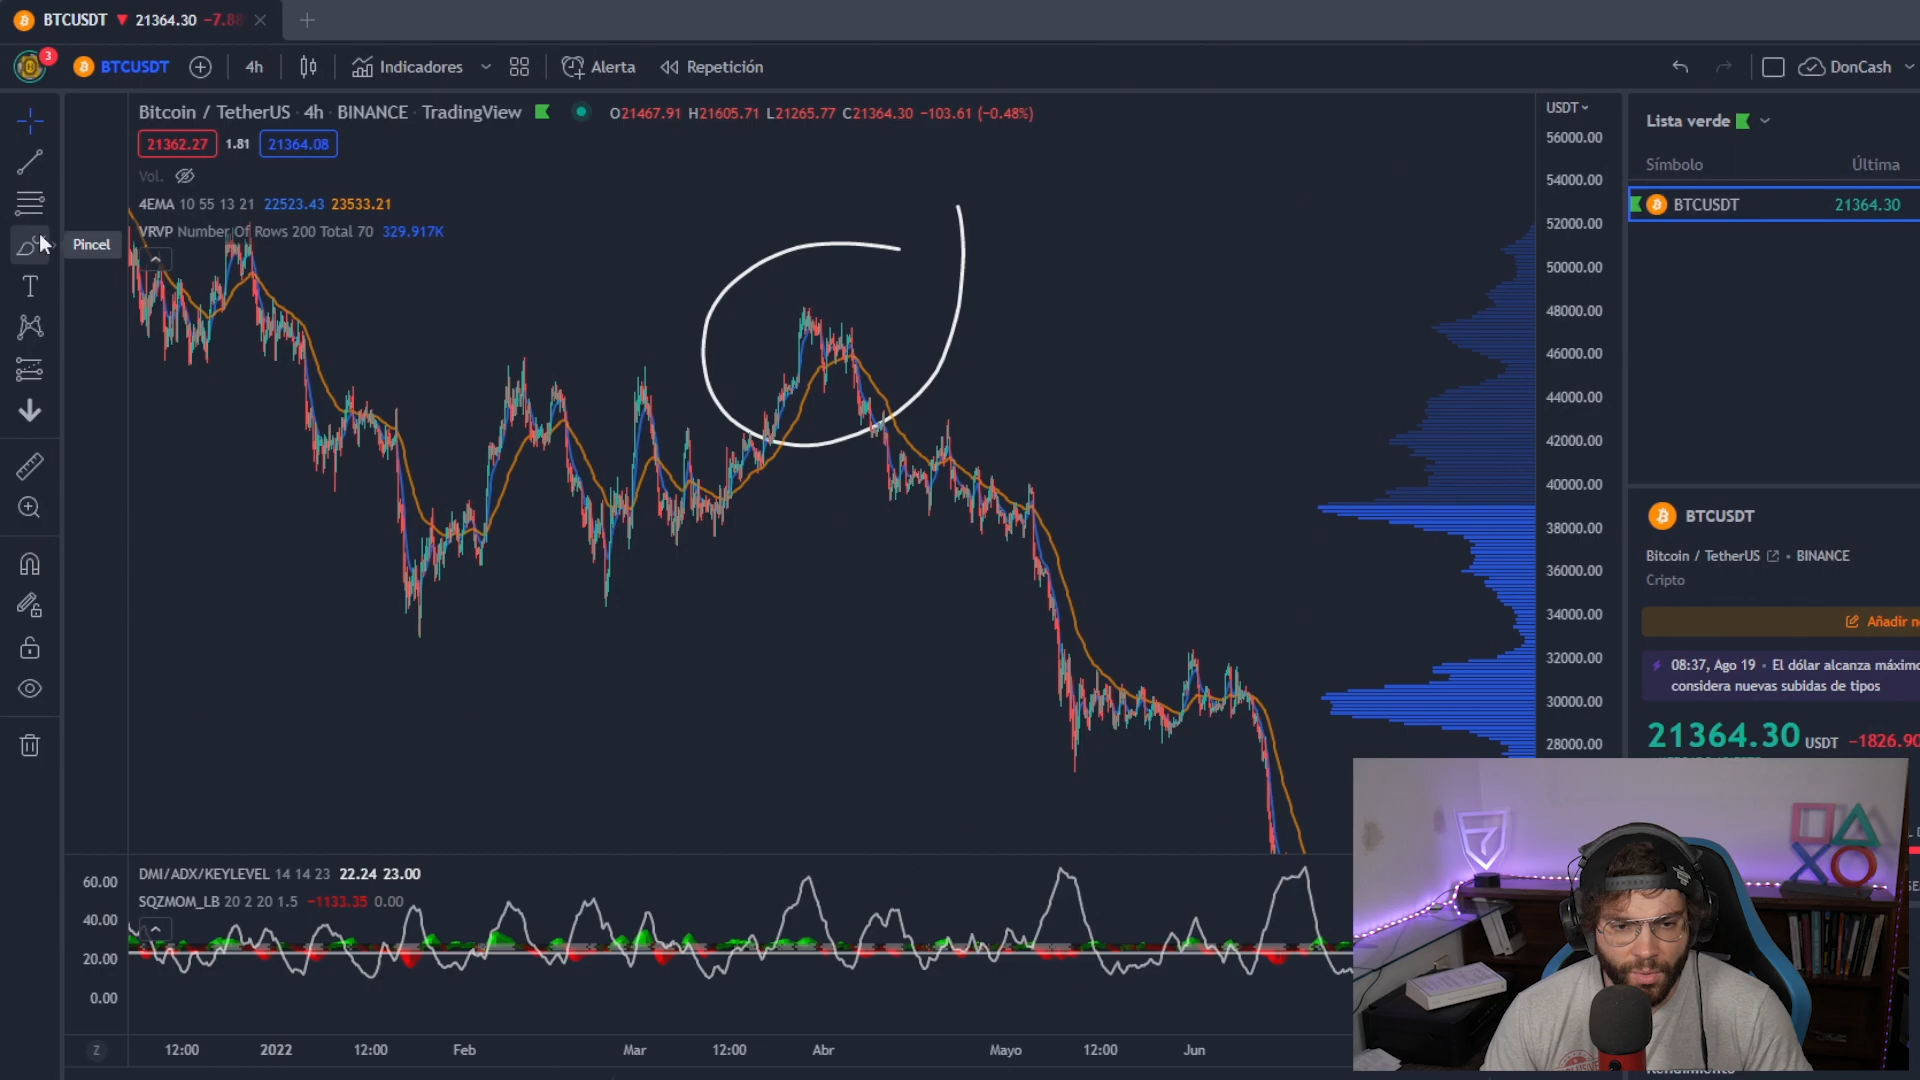 BTCUSDT ▼ 21364.30 −7.88
3 BTCUSDT 4h Indicadores Alerta Repetición DonCash
Bitcoin / TetherUS · 4h · BINANCE · TradingView O21467.91 H21605.71 L21265.77 C21364.30 −103.61 (−0.48%)
21362.27 1.81 21364.08
Vol.
4EMA 10 55 13 21 22523.43 23533.21
VRVP Number Of Rows 200 Total 70 329.917K
Pincel
USDT
56000.00
54000.00
52000.00
50000.00
48000.00
46000.00
44000.00
42000.00
40000.00
38000.00
36000.00
34000.00
32000.00
30000.00
28000.00
Lista verde
Símbolo Última
BTCUSDT 21364.30
BTCUSDT
Bitcoin / TetherUS • BINANCE
Cripto
Añadir n
08:37, Ago 19 • El dólar alcanza máximo
considera nuevas subidas de tipos
21364.30 USDT −1826.90
DMI/ADX/KEYLEVEL 14 14 23 22.24 23.00
SQZMOM_LB 20 2 20 1.5 −1133.35 0.00
60.00
40.00
20.00
0.00
Z 12:00 2022 12:00 Feb Mar 12:00 Abr Mayo 12:00 Jun